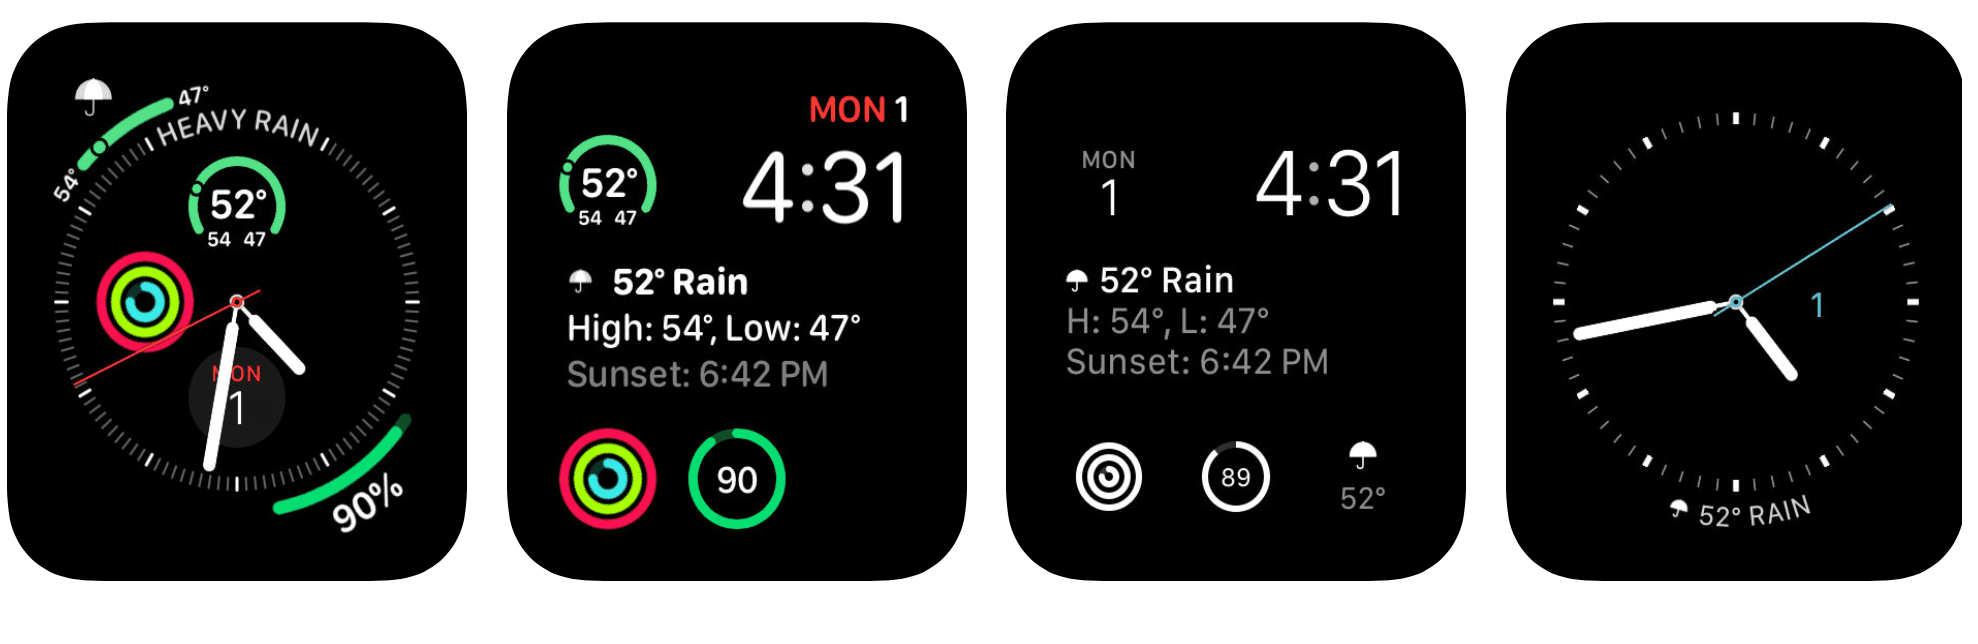 47°
HEAVY RAIN
54°
52°
54 47
MON
1
90%
MON 1
52°
54 47
4:31
52° Rain
High: 54°, Low: 47°
Sunset: 6:42 PM
90
MON
1
4:31
52° Rain
H: 54°, L: 47°
Sunset: 6:42 PM
89
52°
1
52° RAIN